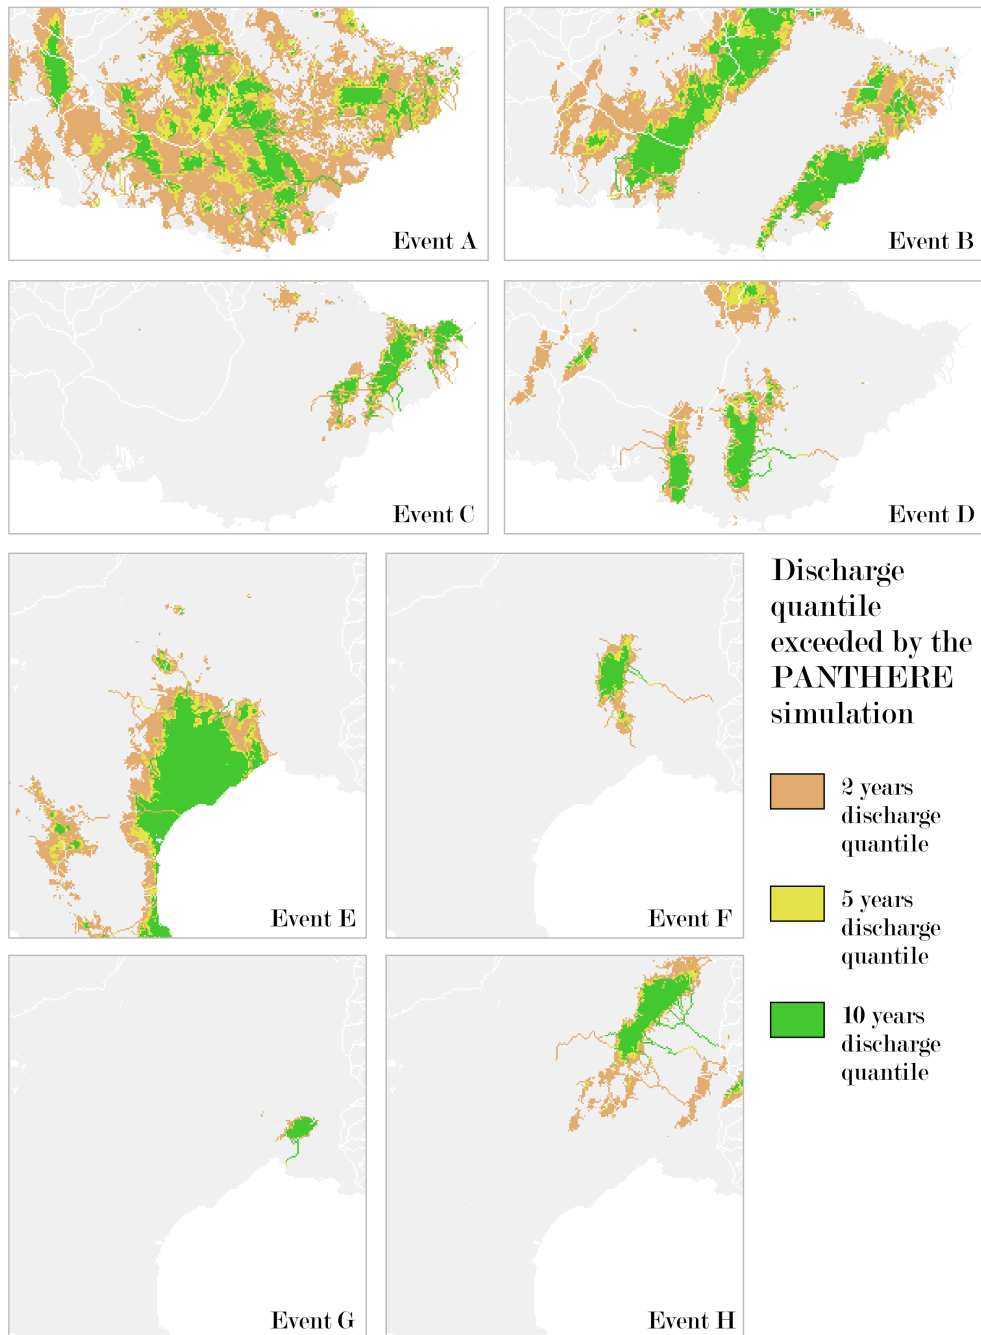 Event A
Event B
Event C
Event D
Event E
Event F
Discharge
quantile
exceeded by the
PANTHERE
simulation
2 years
discharge
quantile
5 years
discharge
quantile
10 years
discharge
quantile
Event G
Event H